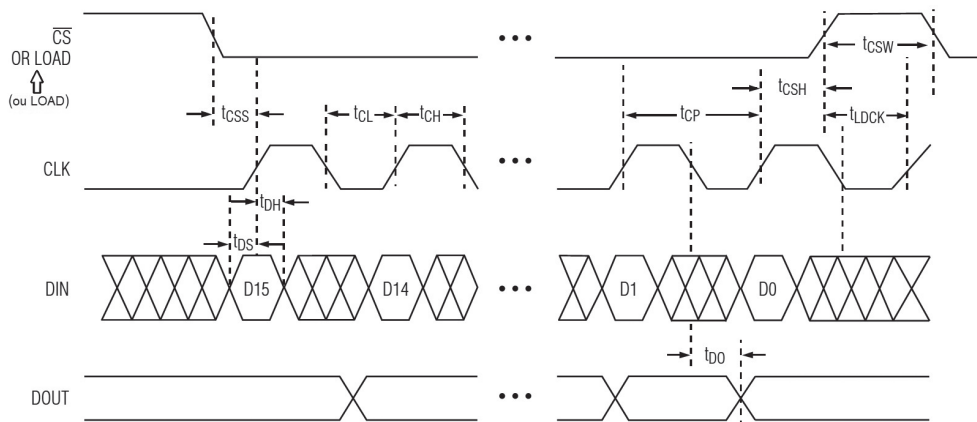 CS
OR LOAD
(ou LOAD)
tCSS
tCL
tCH
tCP
tCSH
tCSW
tLDCK
CLK
tDH
tDS
DIN
D15
D14
D1
D0
tDO
DOUT